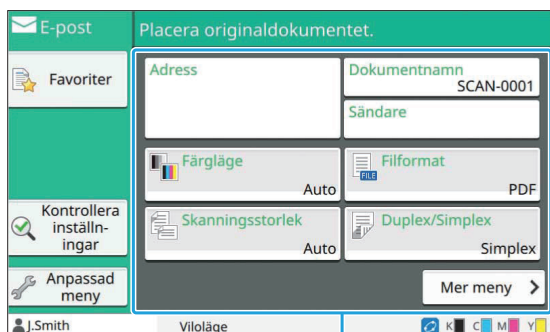 E-post
Placera originaldokumentet.
Favoriter
Adress
Dokumentnamn
SCAN-0001
Sändare
Färgläge
Auto
Filformat
FILE
PDF
Kontrollera
inställn-
ingar
Skanningsstorlek
Auto
Duplex/Simplex
Simplex
Anpassad
meny
Mer meny
J.Smith
Viloläge
K C M Y